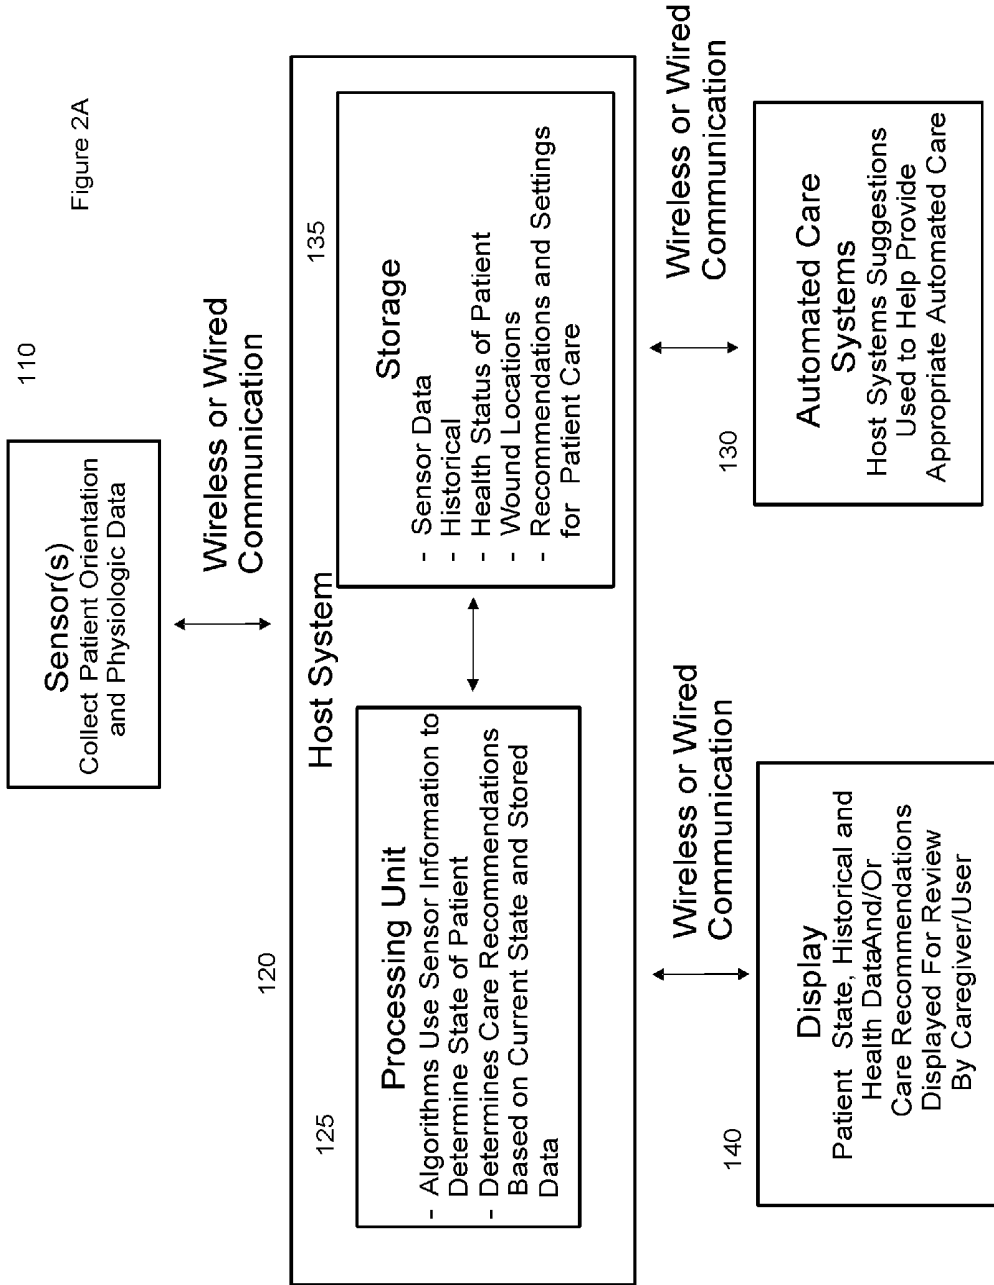 Figure 2A
110
Sensor(s)
Collect Patient Orientation
and Physiologic Data
Wireless or Wired
Communication
120
Host System
125
Processing Unit
- Algorithms Use Sensor Information to
Determine State of Patient
- Determines Care Recommendations
Based on Current State and Stored
Data
135
Storage
- Sensor Data
- Historical
- Health Status of Patient
- Wound Locations
- Recommendations and Settings
for Patient Care
Wireless or Wired
Communication
Wireless or Wired
Communication
140
Display
Patient State, Historical and
Health DataAnd/Or
Care Recommendations
Displayed For Review
By Caregiver/User
130
Automated Care
Systems
Host Systems Suggestions
Used to Help Provide
Appropriate Automated Care